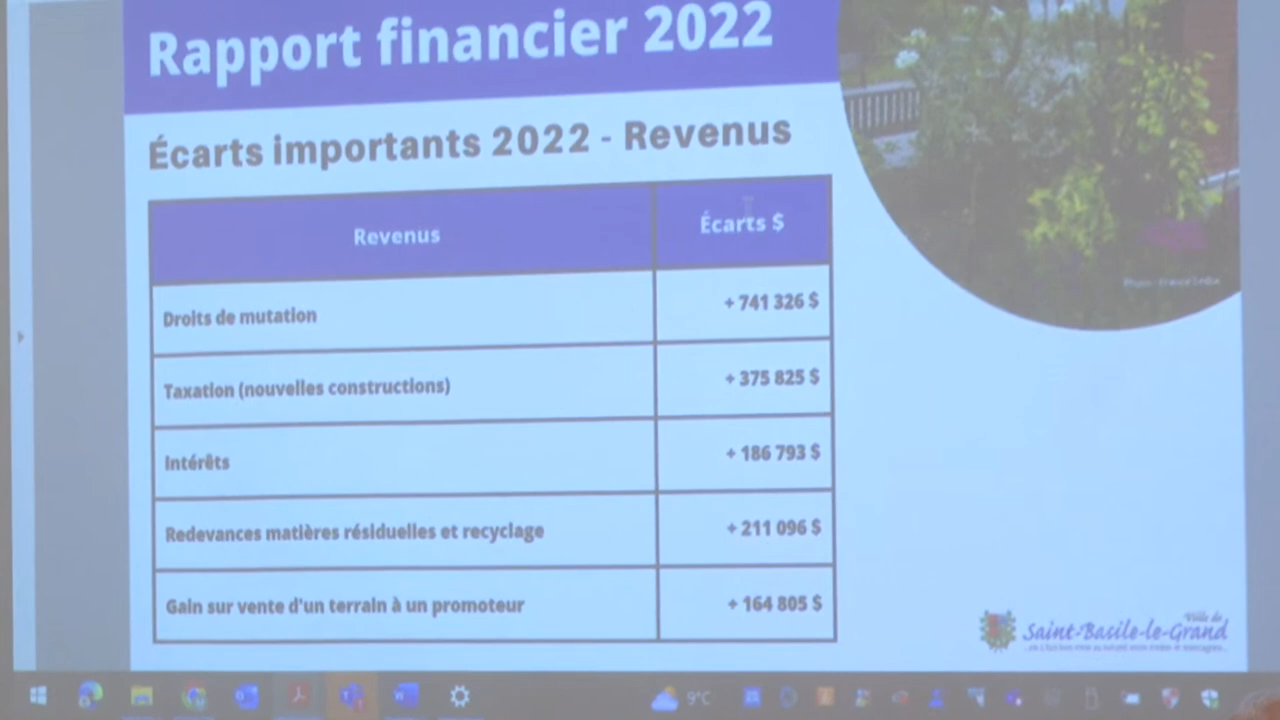 Rapport financier 2022
Écarts importants 2022 - Revenus
Revenus Écarts $
Droits de mutation + 741 326 $
Taxation (nouvelles constructions) + 375 825 $
Intérêts + 186 793 $
Redevances matières résiduelles et recyclage + 211 096 $
Gain sur vente d'un terrain à un promoteur + 164 805 $
Ville de
Saint-Basile-le-Grand
9°C